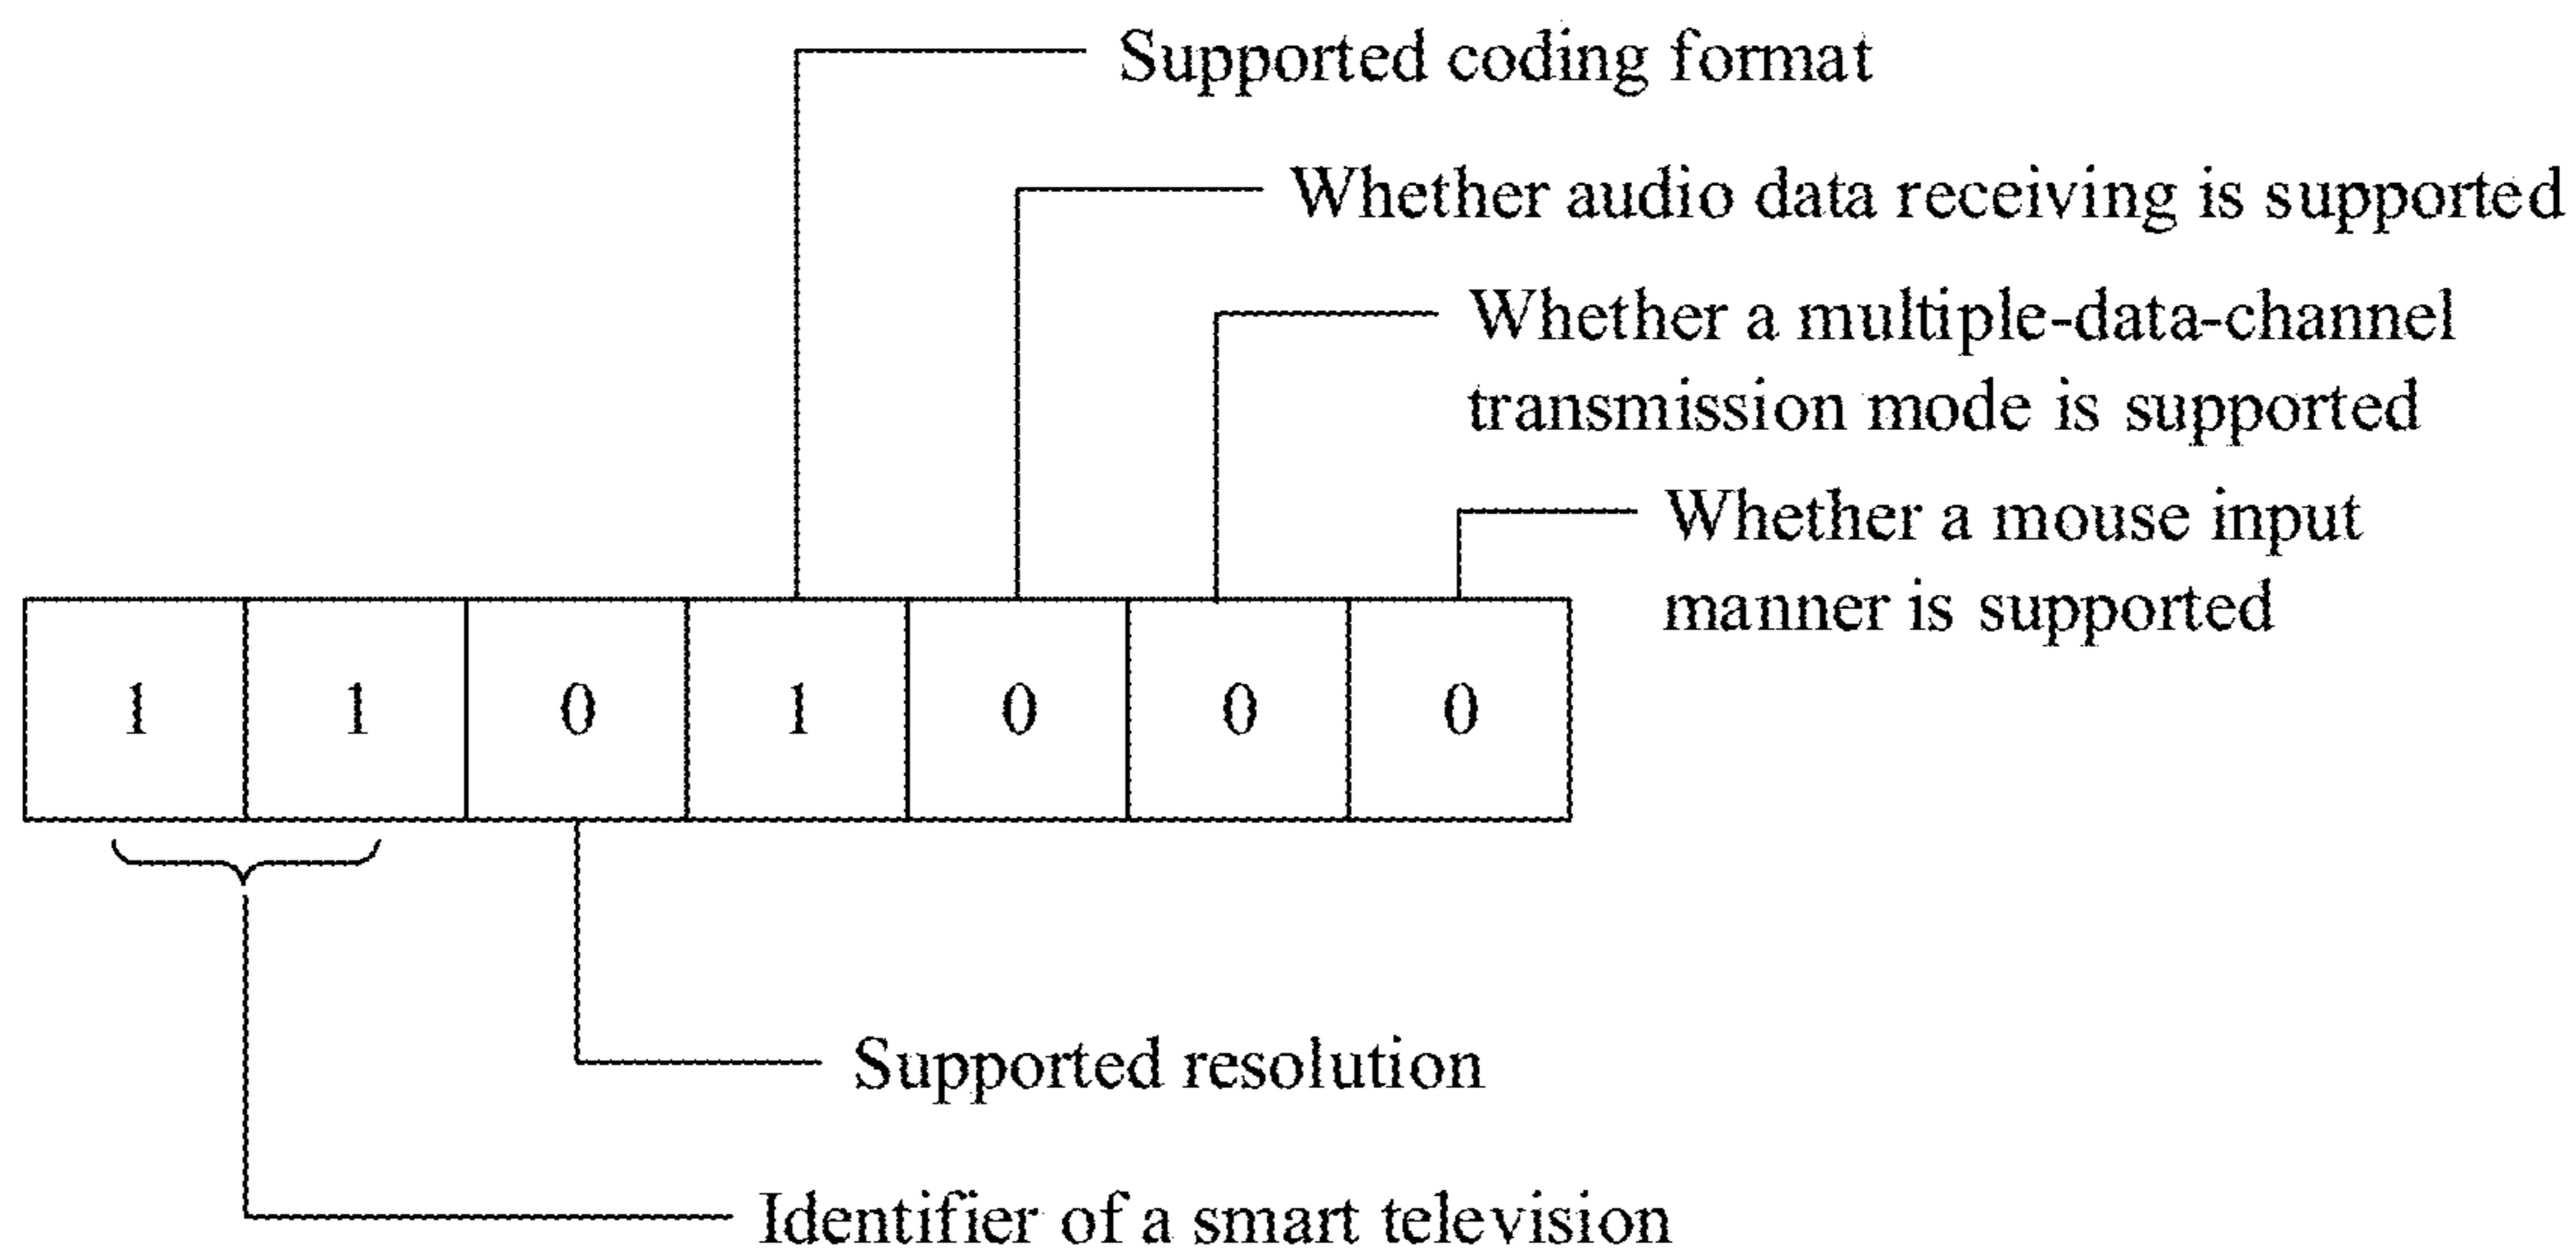 Supported coding format
Whether audio data receiving is supported
Whether a multiple-data-channel
transmission mode is supported
Whether a mouse input
manner is supported
1 1 0 1 0 0 0
Supported resolution
Identifier of a smart television